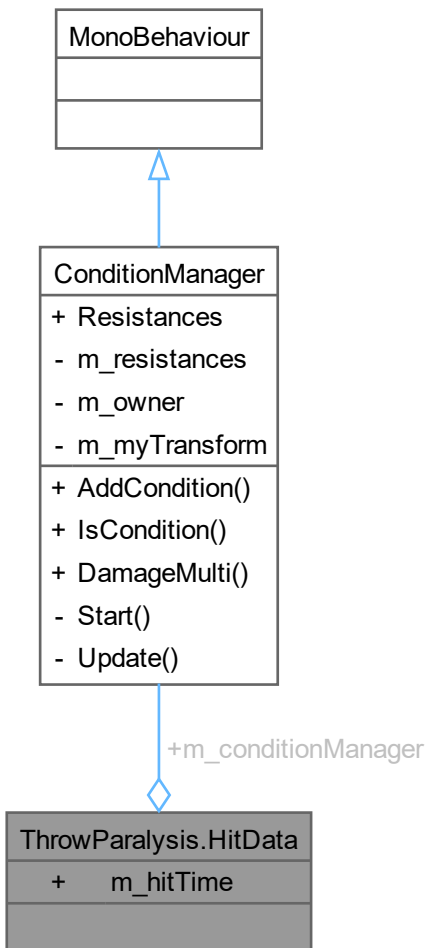 MonoBehaviour
ConditionManager
+ Resistances
- m_resistances
- m_owner
- m_myTransform
+ AddCondition()
+ IsCondition()
+ DamageMulti()
- Start()
- Update()
+m_conditionManager
ThrowParalysis.HitData
+ m_hitTime